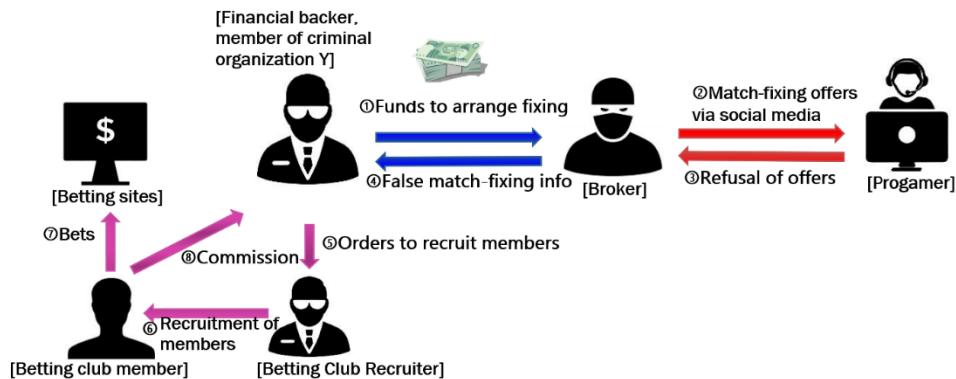 [Financial backer,
member of criminal
organization Y]
①Funds to arrange fixing
②Match-fixing offers
via social media
$
④False match-fixing info
③Refusal of offers
[Betting sites]
[Broker]
[Progamer]
⑦Bets
⑧Commission
⑤Orders to recruit members
⑥Recruitment of
members
[Betting club member]
[Betting Club Recruiter]